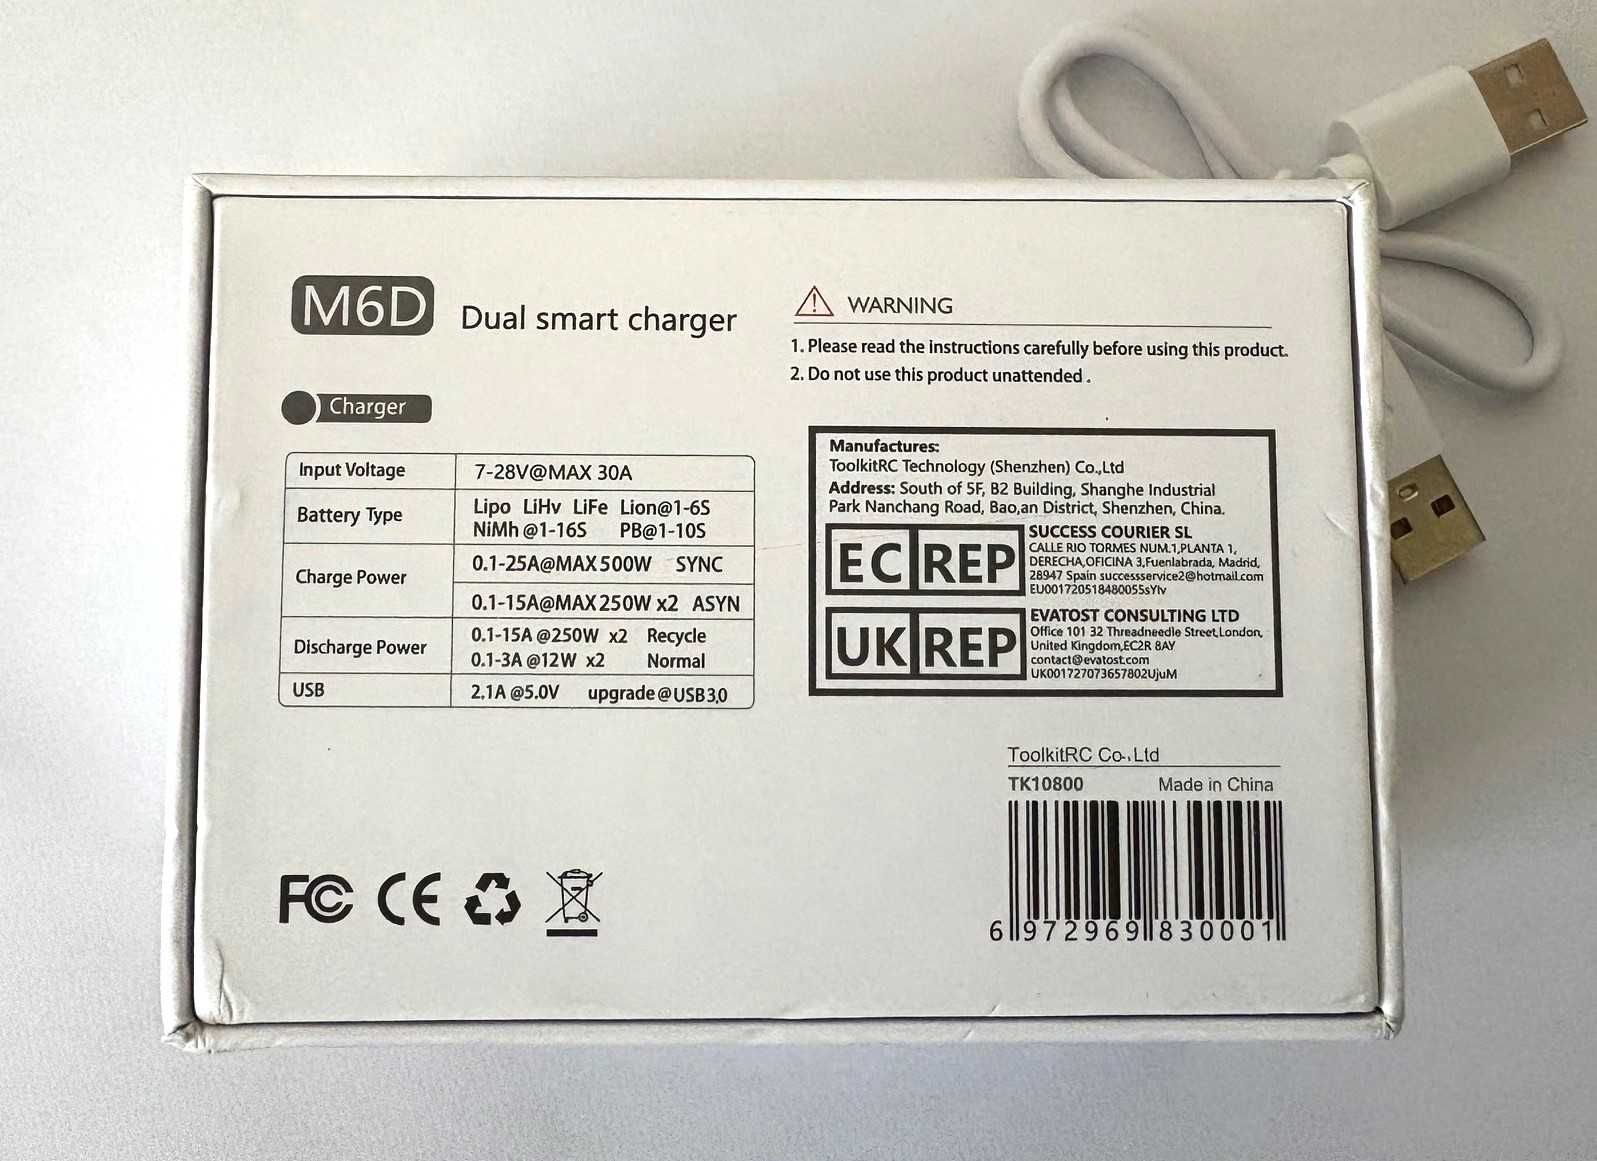 M6D Dual smart charger
Charger
Input Voltage 7-28V@MAX 30A
Battery Type Lipo LiHv LiFe Lion@1-6S
NiMh@1-16S PB@1-10S
Charge Power 0.1-25A@MAX500W SYNC
0.1-15A@MAX250W x2 ASYN
Discharge Power 0.1-15A@250W x2 Recycle
0.1-3A@12W x2 Normal
USB 2.1A@5.0V upgrade@USB3.0
WARNING
1. Please read the instructions carefully before using this product.
2. Do not use this product unattended .
Manufactures:
ToolkitRC Technology (Shenzhen) Co.,Ltd
Address: South of 5F, B2 Building, Shanghe Industrial
Park Nanchang Road, Bao,an District, Shenzhen, China.
EC REP
SUCCESS COURIER SL
CALLE RIO TORMES NUM.1,PLANTA 1,
DERECHA,OFICINA 3,Fuenlabrada, Madrid,
28947 Spain successservice2@hotmail.com
EU001720518480055sYlv
UK REP
EVATOST CONSULTING LTD
Office 101 32 Threadneedle Street,London,
United Kingdom,EC2R 8AY
contact@evatost.com
UK001727073657802UjuM
ToolkitRC Co.,Ltd
TK10800 Made in China
6 972969 830001
FC CE